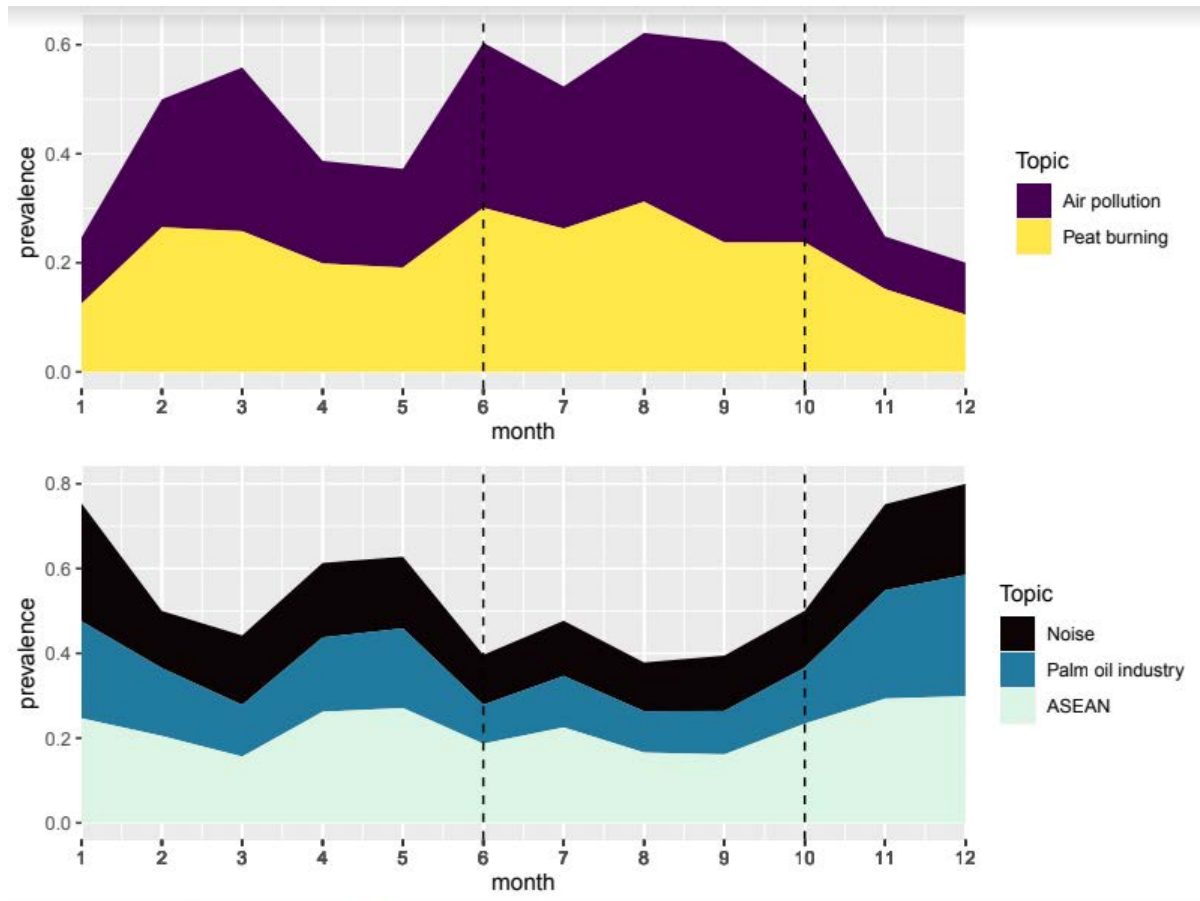 0.6
0.4
0.2
0.0
prevalence
1 2 3 4 5 6 7 8 9 10 11 12
month
Topic
Air pollution
Peat burning
0.8
0.6
0.4
0.2
0.0
prevalence
1 2 3 4 5 6 7 8 9 10 11 12
month
Topic
Noise
Palm oil industry
ASEAN